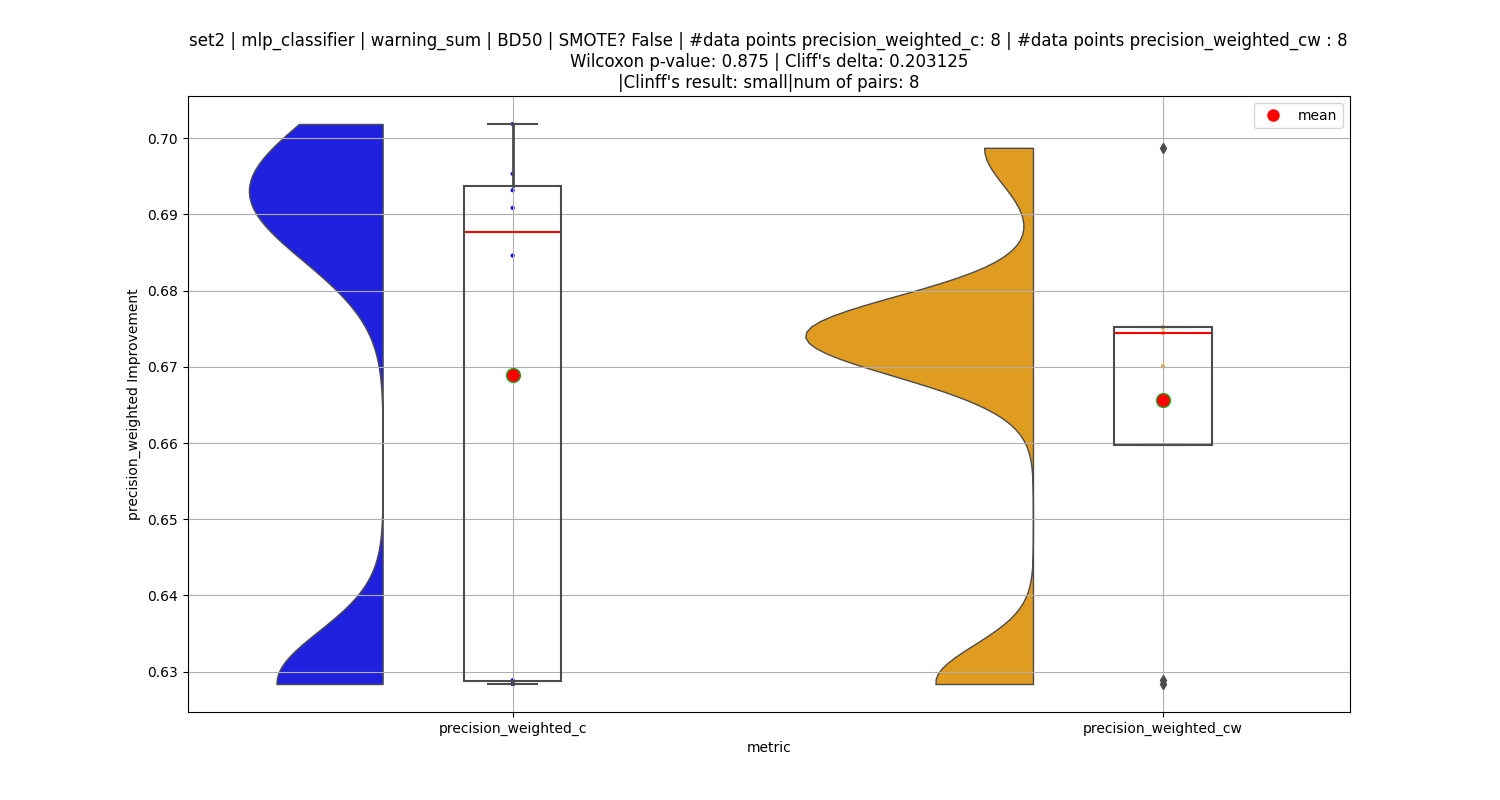 set2 | mlp_classifier | warning_sum | BD50 | SMOTE? False | #data points precision_weighted_c: 8 | #data points precision_weighted_cw : 8
Wilcoxon p-value: 0.875 | Cliff's delta: 0.203125
|Clinff's result: small|num of pairs: 8
mean
precision_weighted Improvement
0.70
0.69
0.68
0.67
0.66
0.65
0.64
0.63
precision_weighted_c
precision_weighted_cw
metric